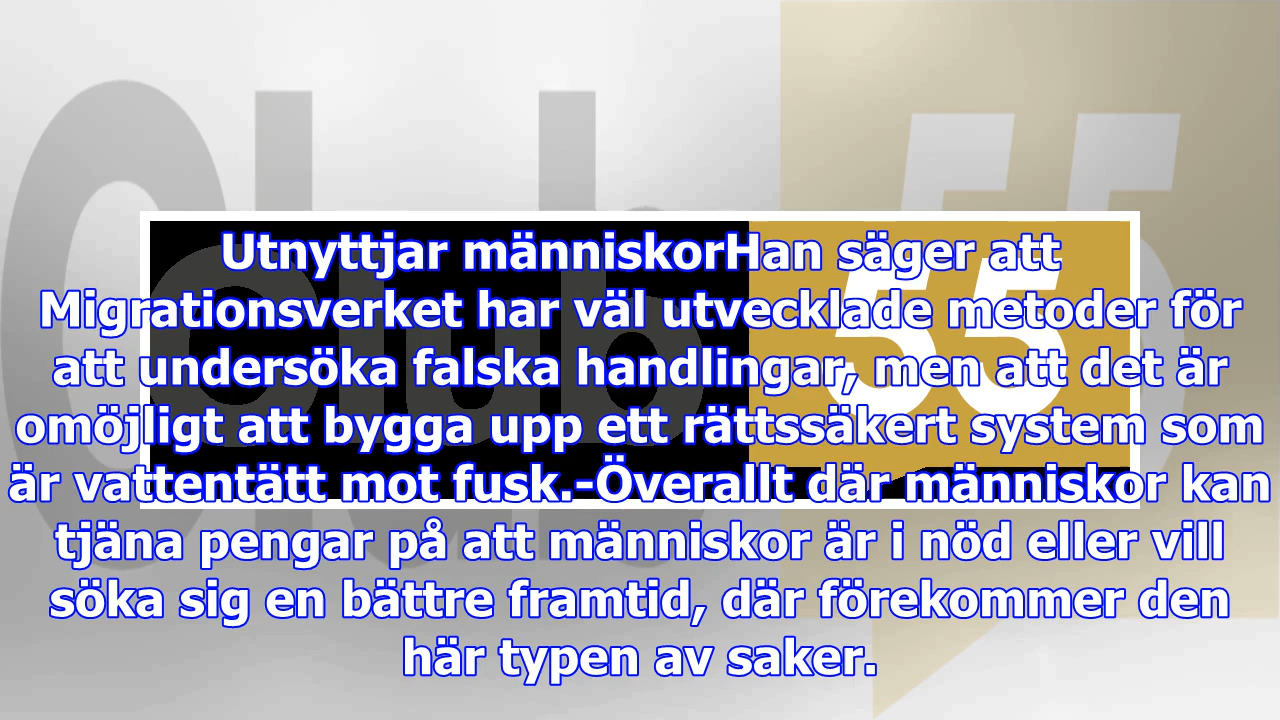 Club 55
Utnyttjar människorHan säger att
Migrationsverket har väl utvecklade metoder för
att undersöka falska handlingar, men att det är
omöjligt att bygga upp ett rättssäkert system som
är vattentätt mot fusk.-Överallt där människor kan
tjäna pengar på att människor är i nöd eller vill
söka sig en bättre framtid, där förekommer den
här typen av saker.